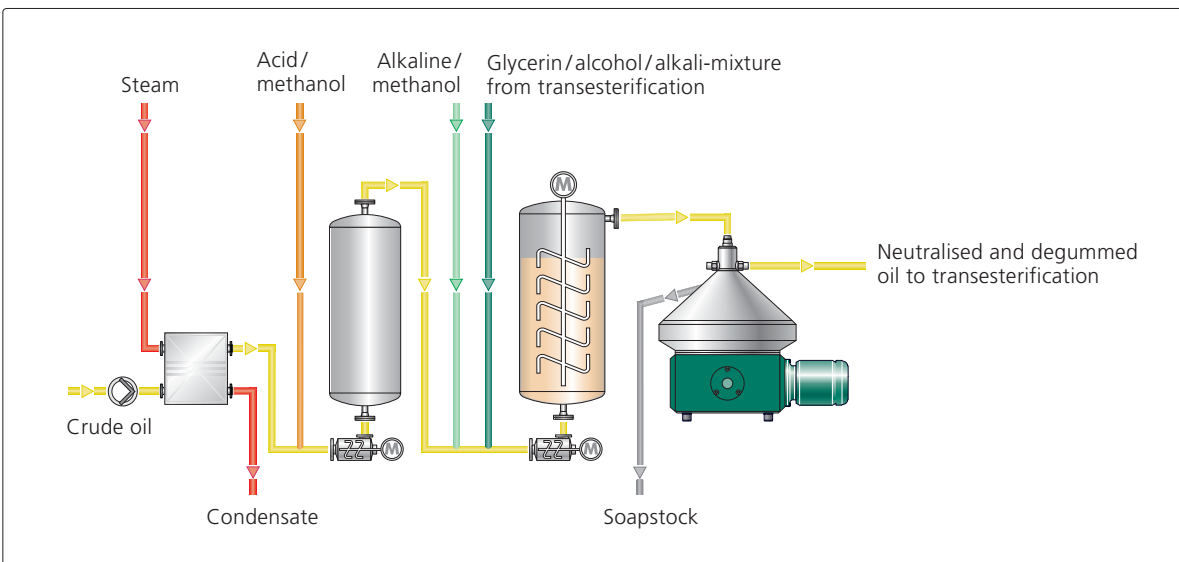 Steam
Acid/
methanol
Alkaline/
methanol
Glycerin/alcohol/alkali-mixture
from transesterification
M
Neutralised and degummed
oil to transesterification
Crude oil
M
M
Condensate
Soapstock